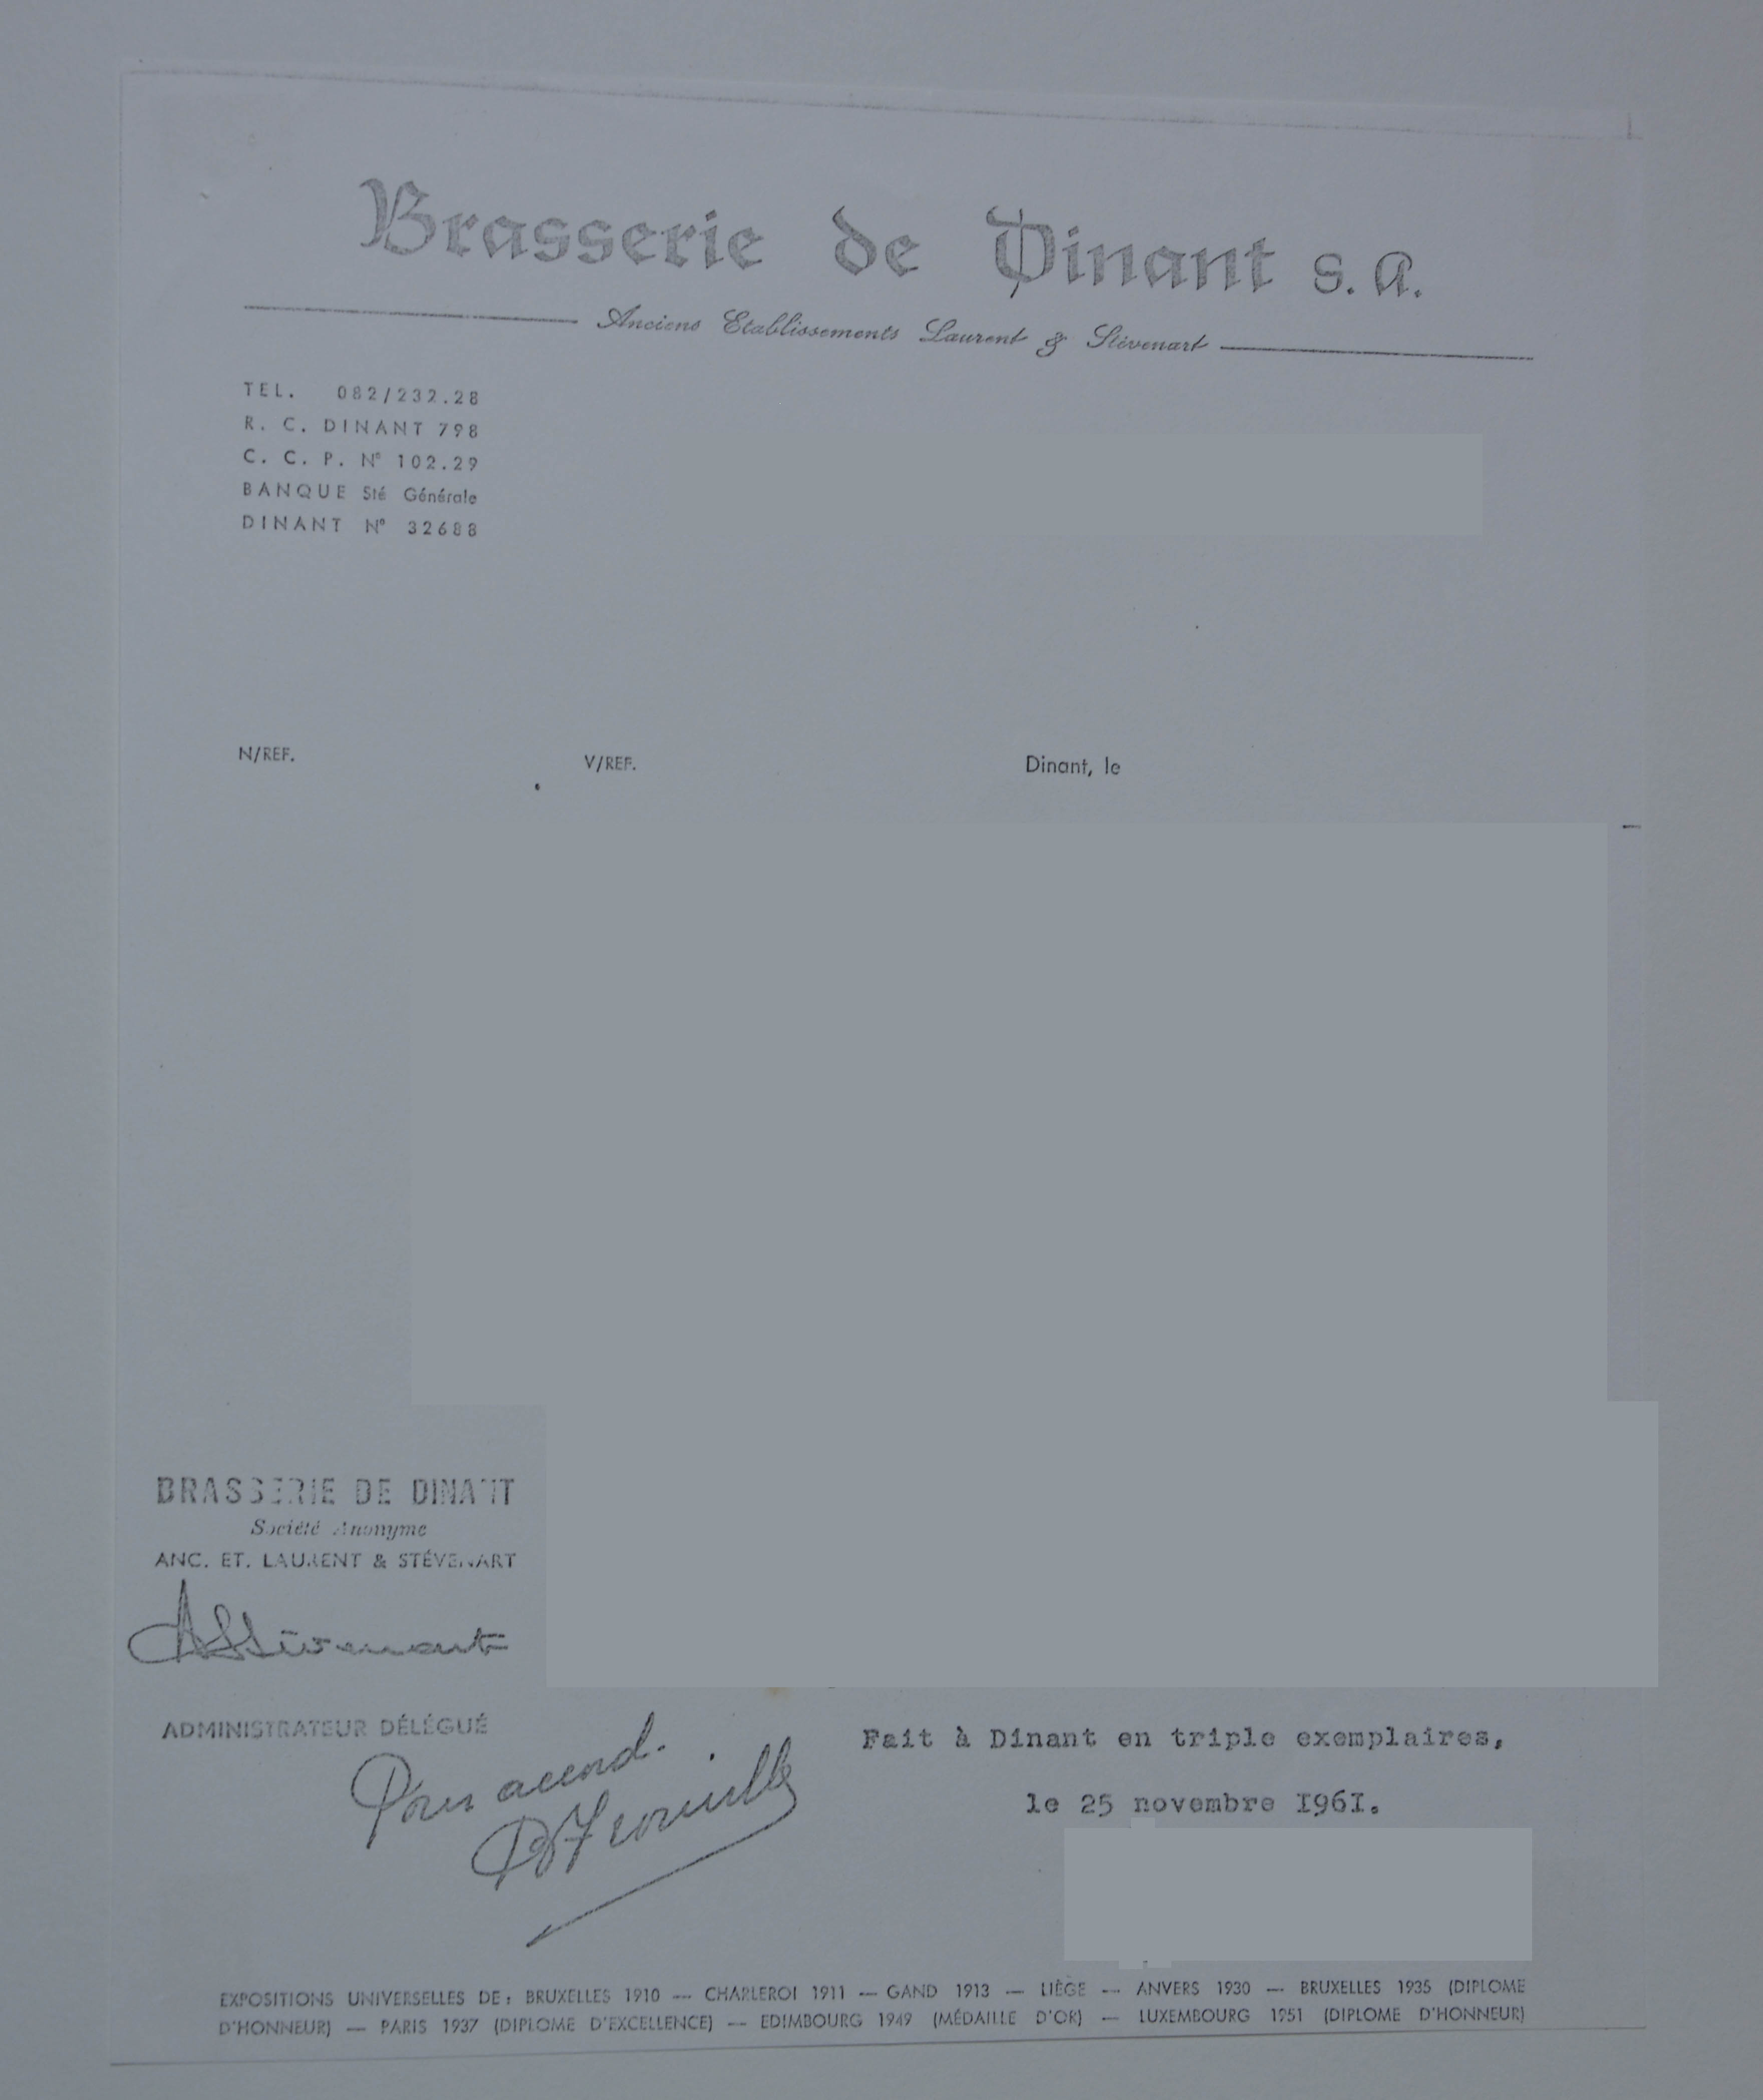 Brasserie de Dinant s.a.
Anciens Etablissements Laurent & Stévenart
TEL. 082/232.28
R. C. DINANT 798
C. C. P. N° 102.29
BANQUE Sté Générale
DINANT N° 32688
N/REF. V/REF. Dinant, le
BRASSERIE DE DINANT
Société Anonyme
ANC. ET. LAURENT & STÉVENART
AStévenart
ADMINISTRATEUR DÉLÉGUÉ
Pour accord.
Fait à Dinant en triple exemplaires,
le 25 novembre I96I.
EXPOSITIONS UNIVERSELLES DE : BRUXELLES 1910 — CHARLEROI 1911 — GAND 1913 — LIÈGE — ANVERS 1930 — BRUXELLES 1935 (DIPLOME
D'HONNEUR) — PARIS 1937 (DIPLOME D'EXCELLENCE) — EDIMBOURG 1949 (MÉDAILLE D'OR) — LUXEMBOURG 1951 (DIPLOME D'HONNEUR)